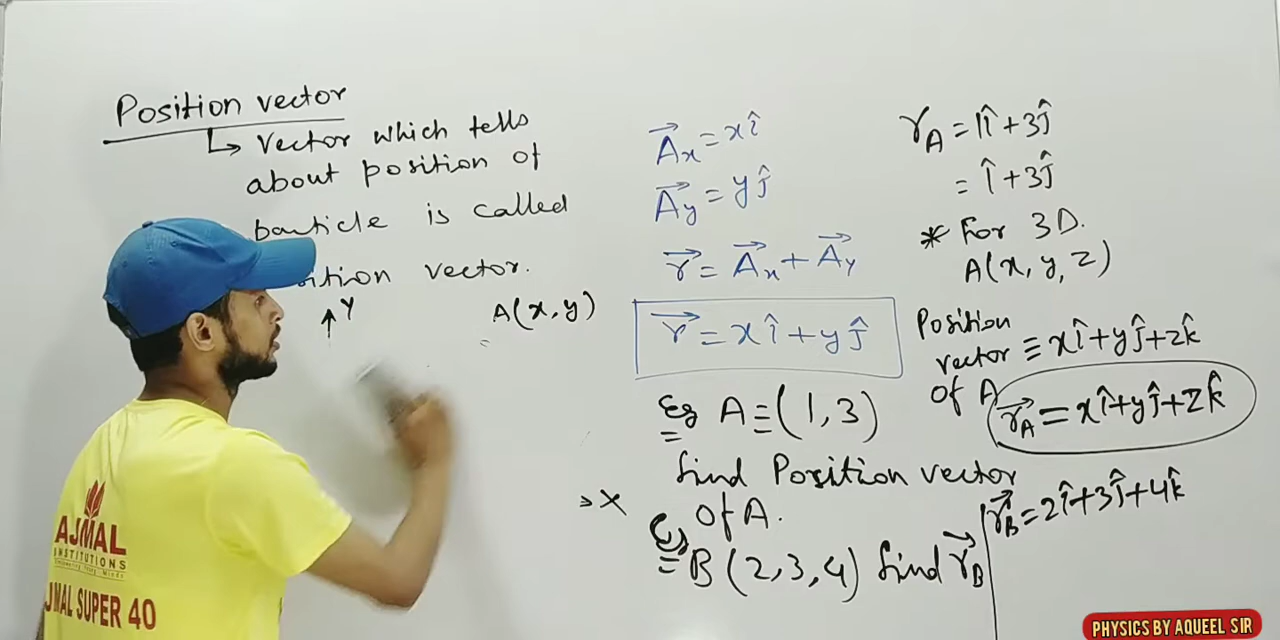 Position vector
↳ Vector which tells
about position of
particle is called
ition vector.
Y
A(x, y)
X
A⃗x = xî
A⃗y = yĵ
r⃗ = A⃗x + A⃗y
r⃗ = xî + yĵ
Eg A ≡ (1, 3)
find Position vector
of A.
B (2, 3, 4) find r⃗B
rA = 1î + 3ĵ
= î + 3ĵ
* For 3D.
A(x, y, z)
Position
vector ≡ xî + yĵ + zk̂
of A
r⃗A = xî + yĵ + zk̂
r⃗B = 2î + 3ĵ + 4k̂
AJMAL
INSTITUTIONS
JMAL SUPER 40
PHYSICS BY AQUEEL SIR